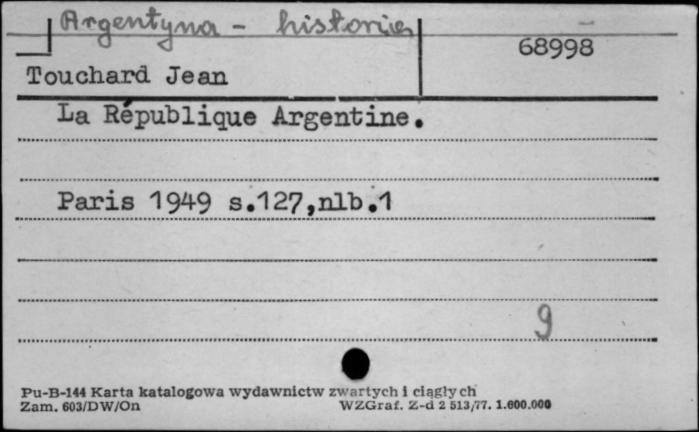 Argentyna - historia
68998
Touchard Jean
La République Argentine.
Paris 1949 s.127,nlb.1
9
Pu-B-144 Karta katalogowa wydawnictw zwartych i ciągłych
Zam. 603/DW/On WZGraf. Z-d 2 513/77. 1.600.000